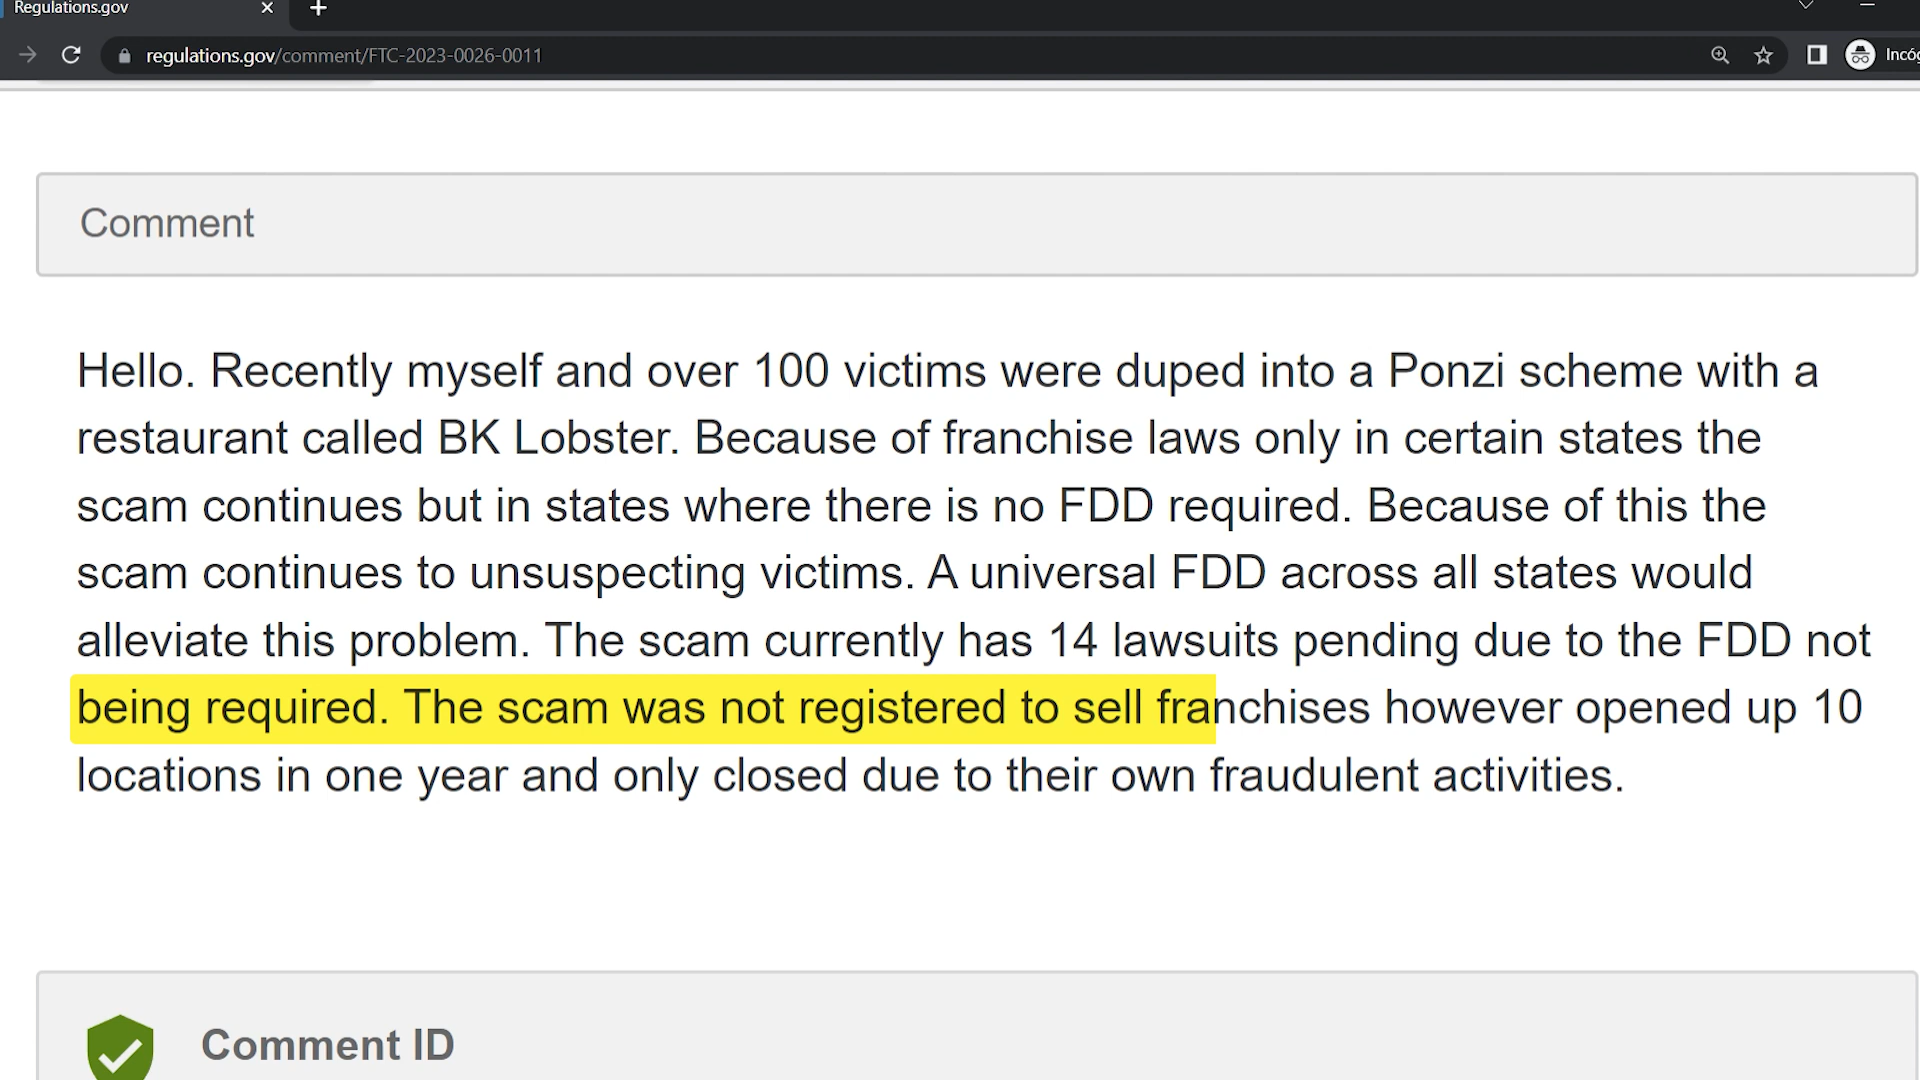 Regulations.gov
regulations.gov/comment/FTC-2023-0026-0011
Incóg
Comment
Hello. Recently myself and over 100 victims were duped into a Ponzi scheme with a
restaurant called BK Lobster. Because of franchise laws only in certain states the
scam continues but in states where there is no FDD required. Because of this the
scam continues to unsuspecting victims. A universal FDD across all states would
alleviate this problem. The scam currently has 14 lawsuits pending due to the FDD not
being required. The scam was not registered to sell franchises however opened up 10
locations in one year and only closed due to their own fraudulent activities.
Comment ID